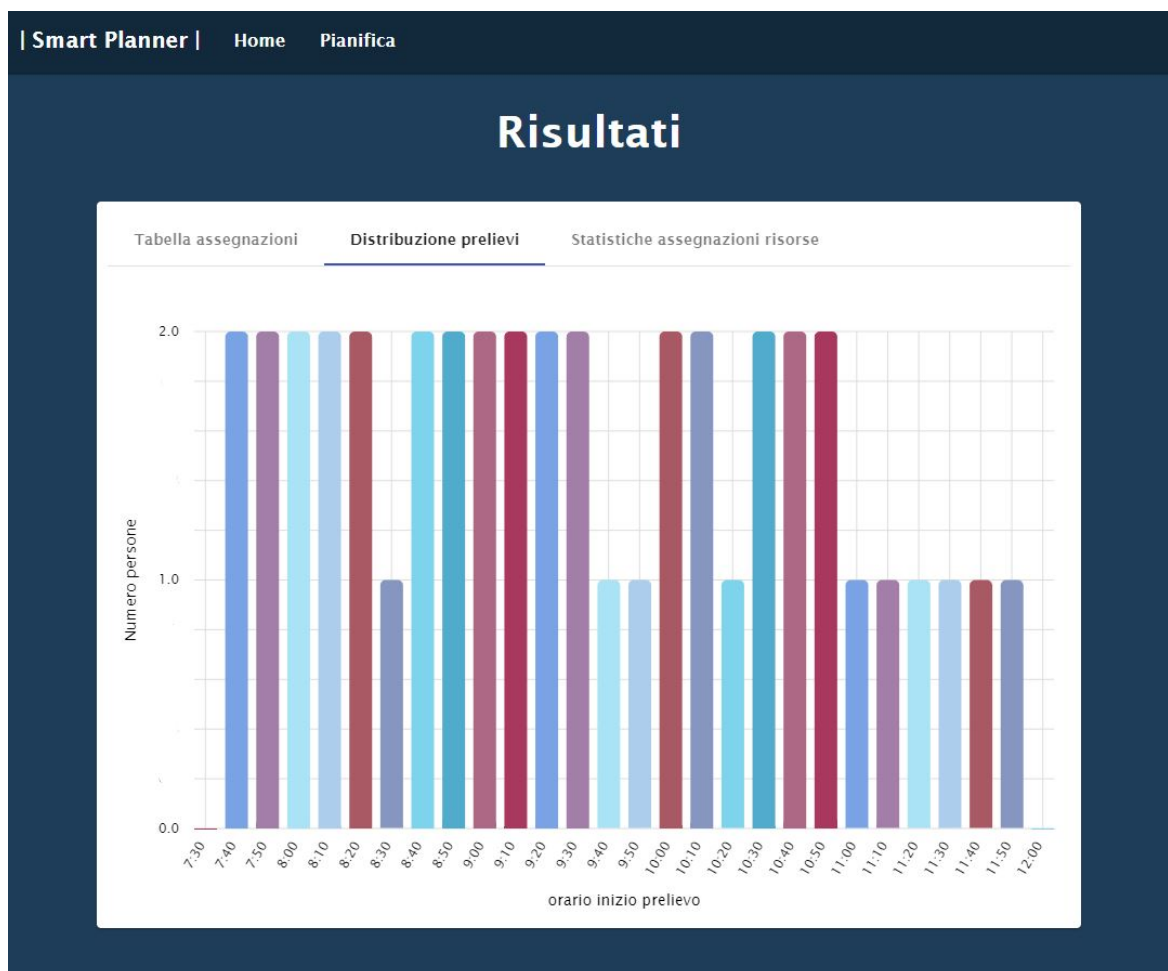 | Smart Planner | Home Pianifica
Risultati
Tabella assegnazioni Distribuzione prelievi Statistiche assegnazioni risorse
2.0
1.0
0.0
Numero persone
7:30 7:40 7:50 8:00 8:10 8:20 8:30 8:40 8:50 9:00 9:10 9:20 9:30 9:40 9:50 10:00 10:10 10:20 10:30 10:40 10:50 11:00 11:10 11:20 11:30 11:40 11:50 12:00
orario inizio prelievo